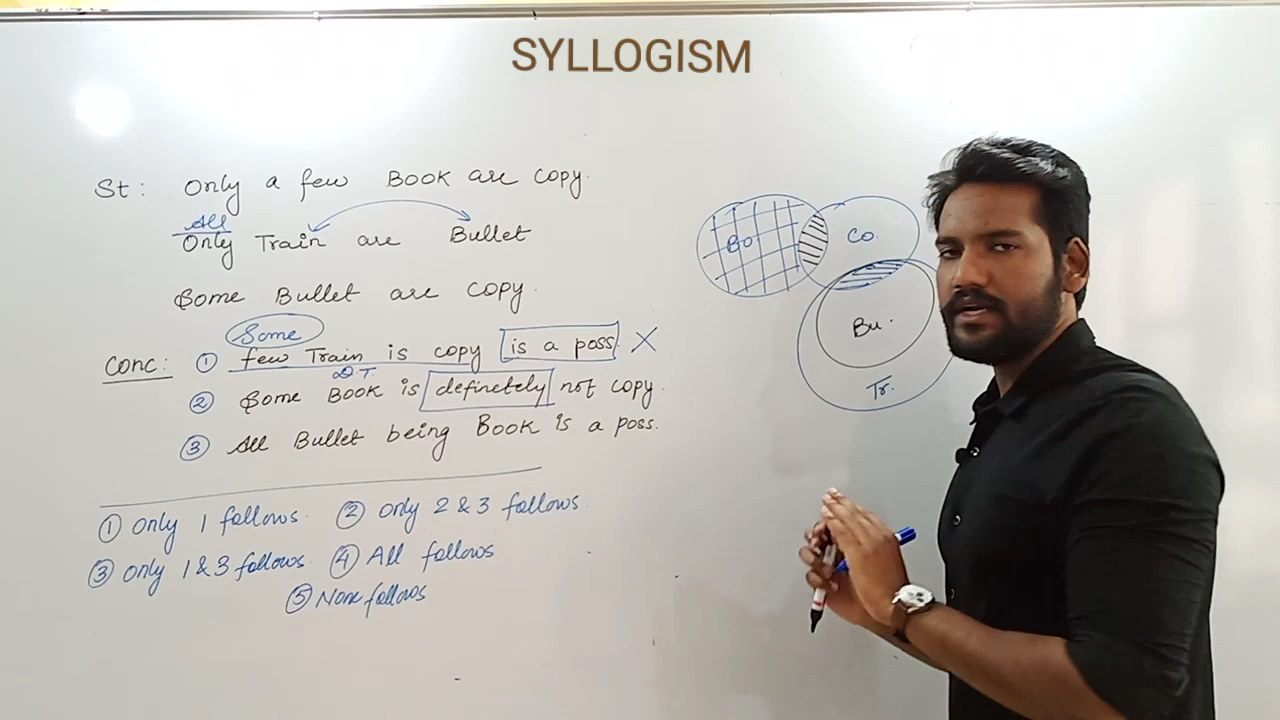 SYLLOGISM
St: Only a few Book are copy.
All
Only Train are Bullet
Some Bullet are copy.
Some
Conc: ① few Train is copy is a poss. X
D.T.
② Some Book is definetely not copy.
③ All Bullet being Book is a poss.
① Only 1 follows. ② Only 2 & 3 follows.
③ Only 1 & 3 follows. ④ All follows
⑤ None follows
Bo. Co.
Bu.
Tr.